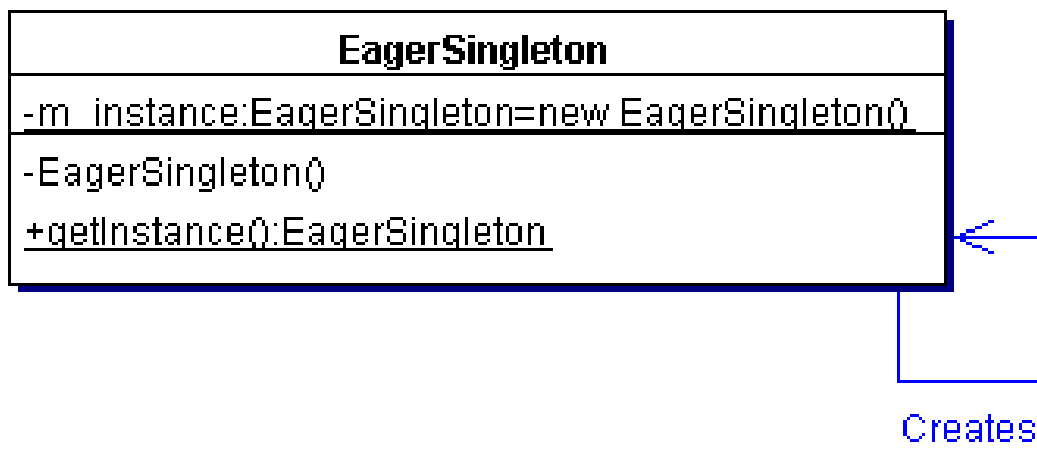 EagerSingleton
-m_instance:EagerSingleton=new EagerSingleton()
-EagerSingleton()
+getInstance():EagerSingleton
Creates